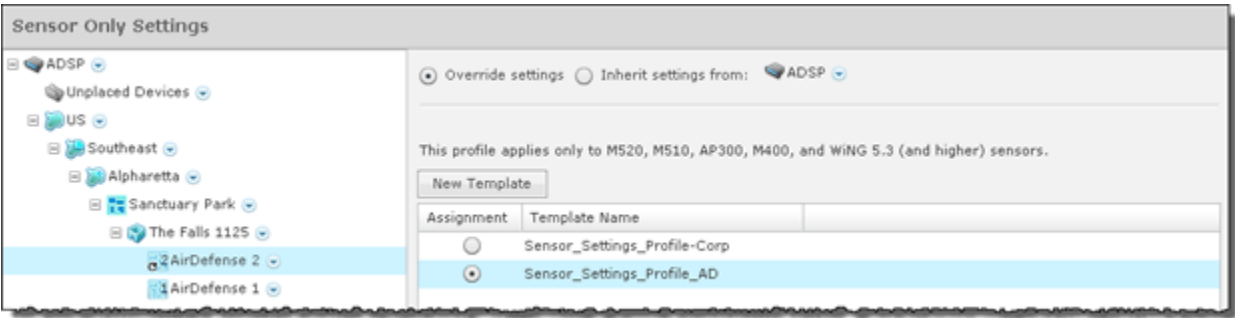 Sensor Only Settings
ADSP
Unplaced Devices
US
Southeast
Alpharetta
Sanctuary Park
The Falls 1125
2 AirDefense 2
1 AirDefense 1
Override settings Inherit settings from: ADSP
This profile applies only to M520, M510, AP300, M400, and WiNG 5.3 (and higher) sensors.
New Template
Assignment Template Name
Sensor_Settings_Profile-Corp
Sensor_Settings_Profile_AD